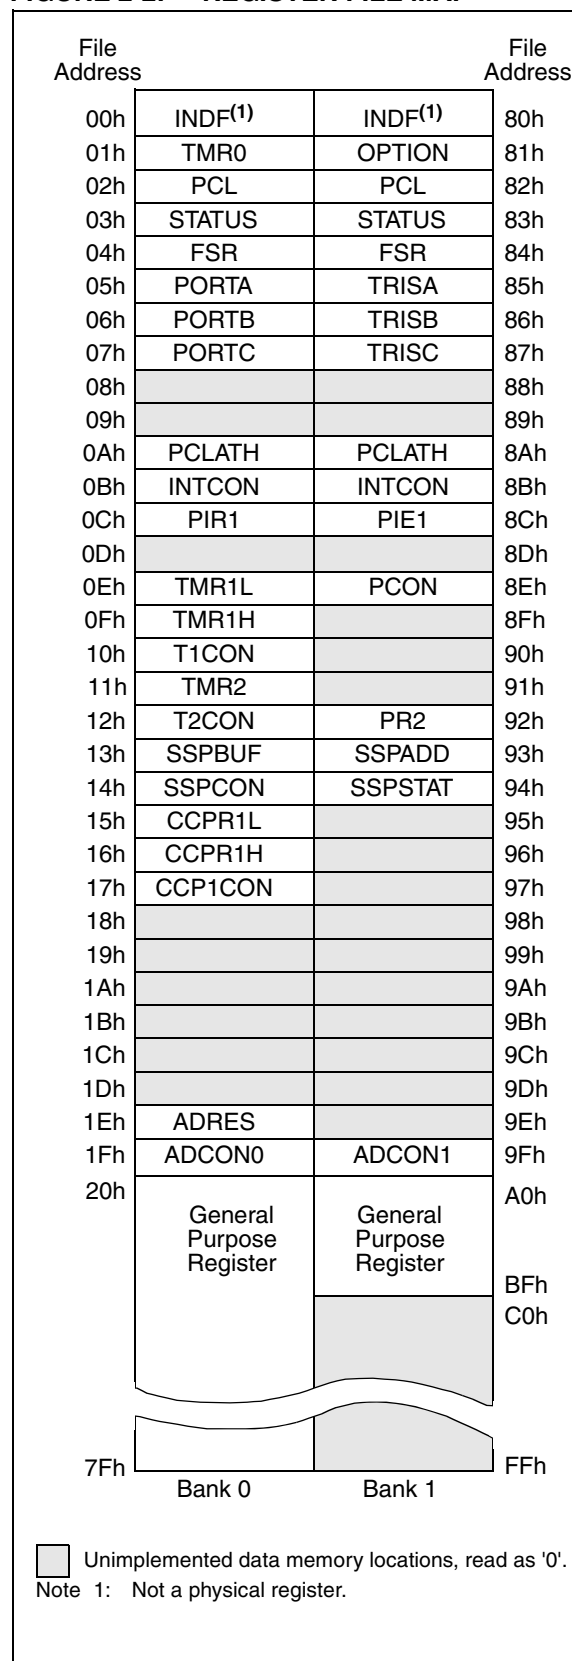 File Address File Address
00h INDF(1) INDF(1) 80h
01h TMR0 OPTION 81h
02h PCL PCL 82h
03h STATUS STATUS 83h
04h FSR FSR 84h
05h PORTA TRISA 85h
06h PORTB TRISB 86h
07h PORTC TRISC 87h
08h 88h
09h 89h
0Ah PCLATH PCLATH 8Ah
0Bh INTCON INTCON 8Bh
0Ch PIR1 PIE1 8Ch
0Dh 8Dh
0Eh TMR1L PCON 8Eh
0Fh TMR1H 8Fh
10h T1CON 90h
11h TMR2 91h
12h T2CON PR2 92h
13h SSPBUF SSPADD 93h
14h SSPCON SSPSTAT 94h
15h CCPR1L 95h
16h CCPR1H 96h
17h CCP1CON 97h
18h 98h
19h 99h
1Ah 9Ah
1Bh 9Bh
1Ch 9Ch
1Dh 9Dh
1Eh ADRES 9Eh
1Fh ADCON0 ADCON1 9Fh
20h General Purpose Register General Purpose Register A0h
BFh
C0h
7Fh FFh
Bank 0 Bank 1
Unimplemented data memory locations, read as '0'.
Note 1: Not a physical register.